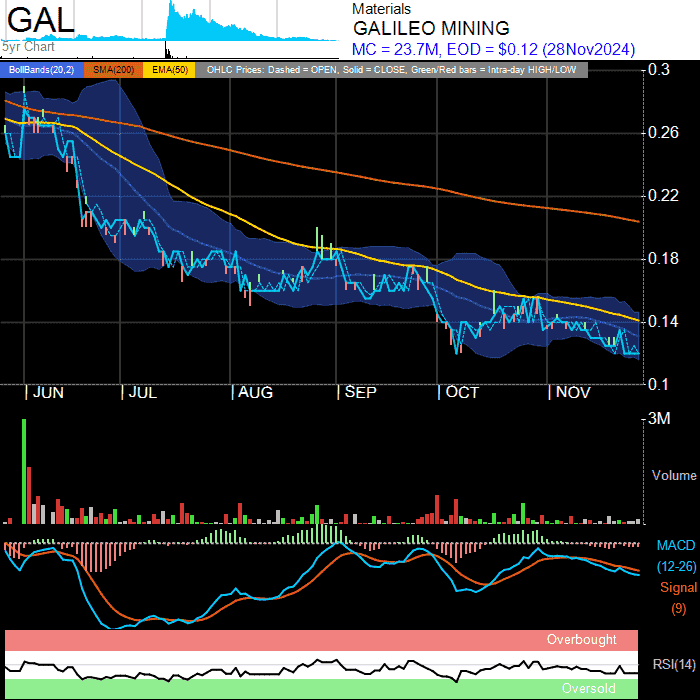 GAL
5yr Chart
Materials
GALILEO MINING
MC = 23.7M, EOD = $0.12 (28Nov2024)
BollBands(20,2) SMA(200) EMA(50) OHLC Prices: Dashed = OPEN, Solid = CLOSE, Green/Red bars = Intra-day HIGH/LOW
0.3
0.26
0.22
0.18
0.14
0.1
JUN JUL AUG SEP OCT NOV
3M
Volume
MACD
(12-26)
Signal
(9)
Overbought
RSI(14)
Oversold